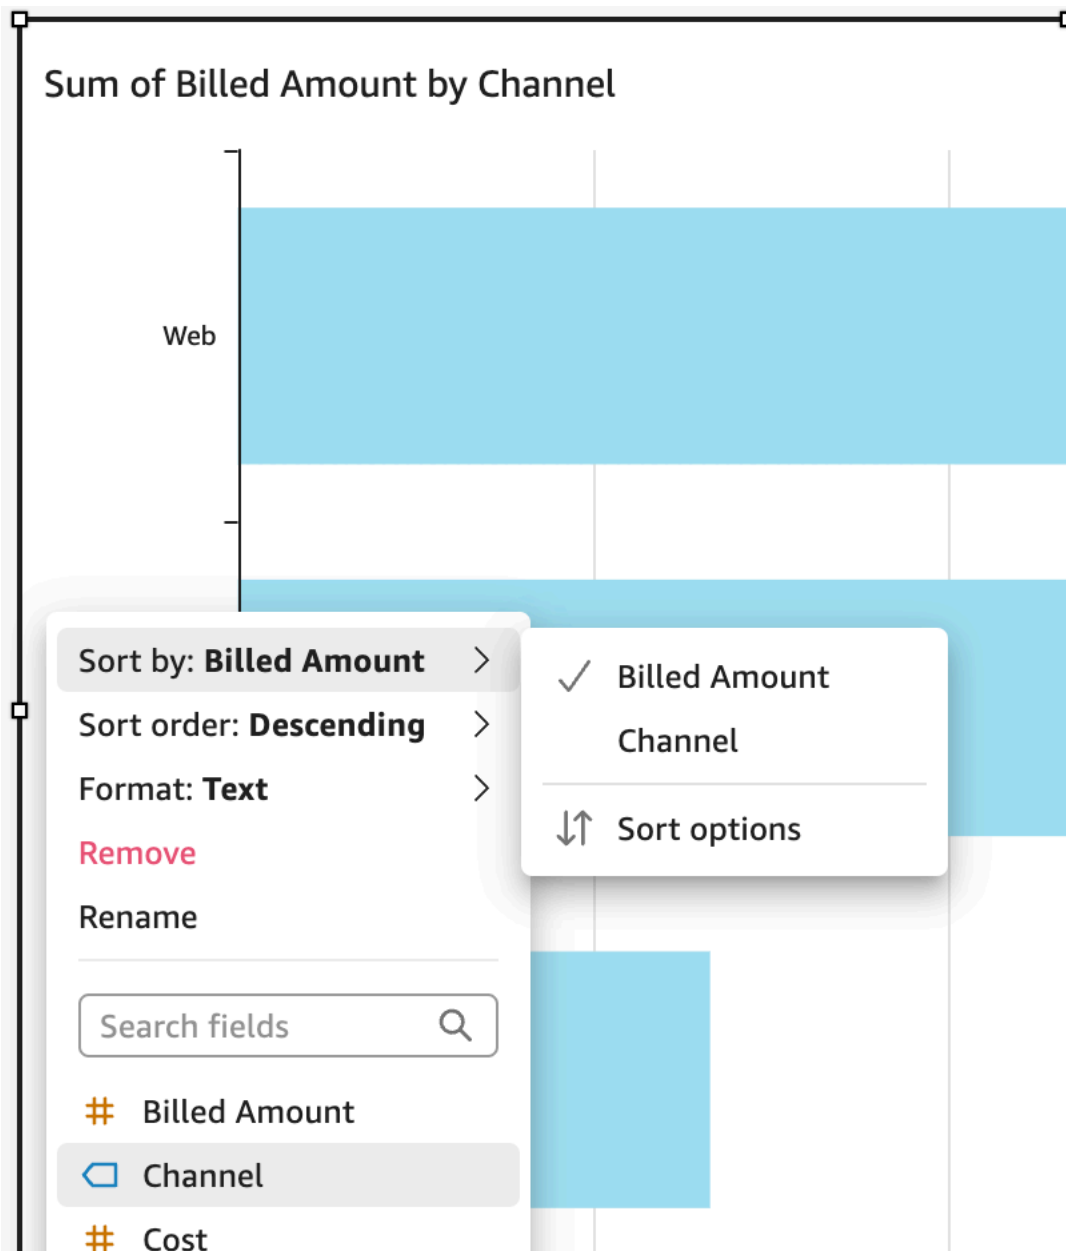 Sum of Billed Amount by Channel
Web
Sort by: Billed Amount
Sort order: Descending
Format: Text
Remove
Rename
Search fields
Billed Amount
Channel
Cost
Billed Amount
Channel
Sort options